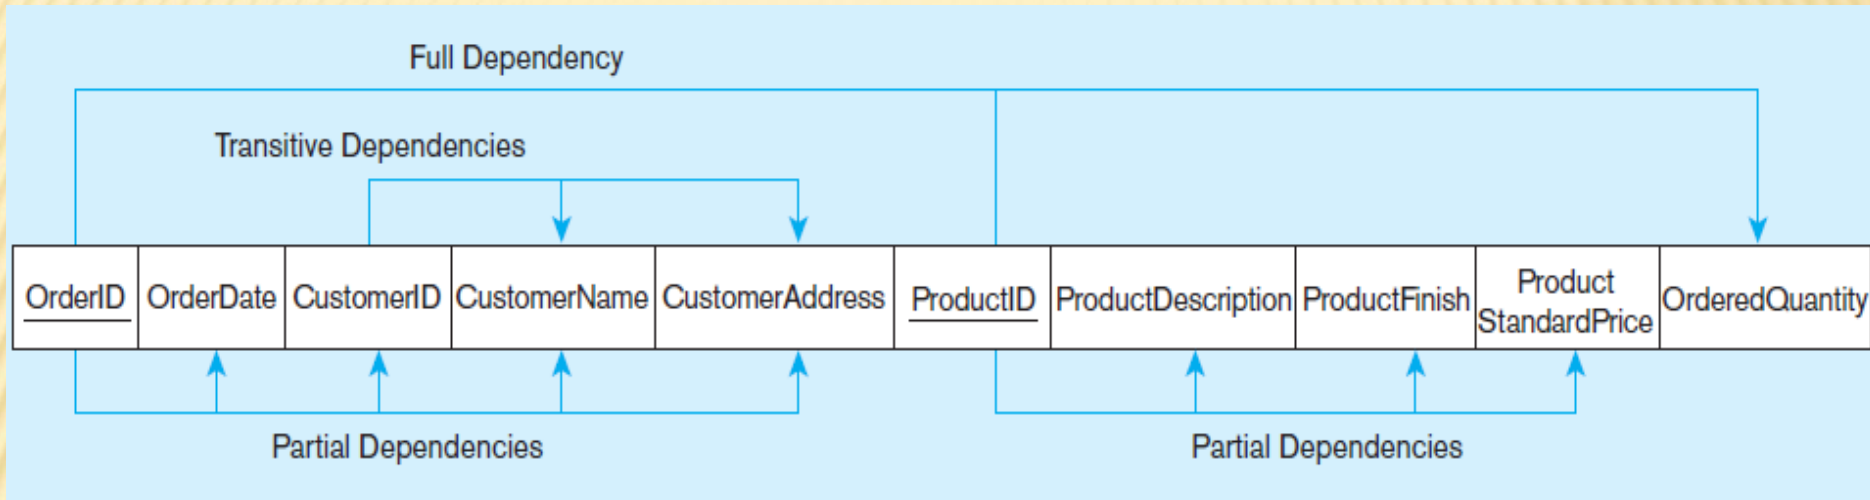 Full Dependency
Transitive Dependencies
OrderID OrderDate CustomerID CustomerName CustomerAddress ProductID ProductDescription ProductFinish Product StandardPrice OrderedQuantity
Partial Dependencies Partial Dependencies